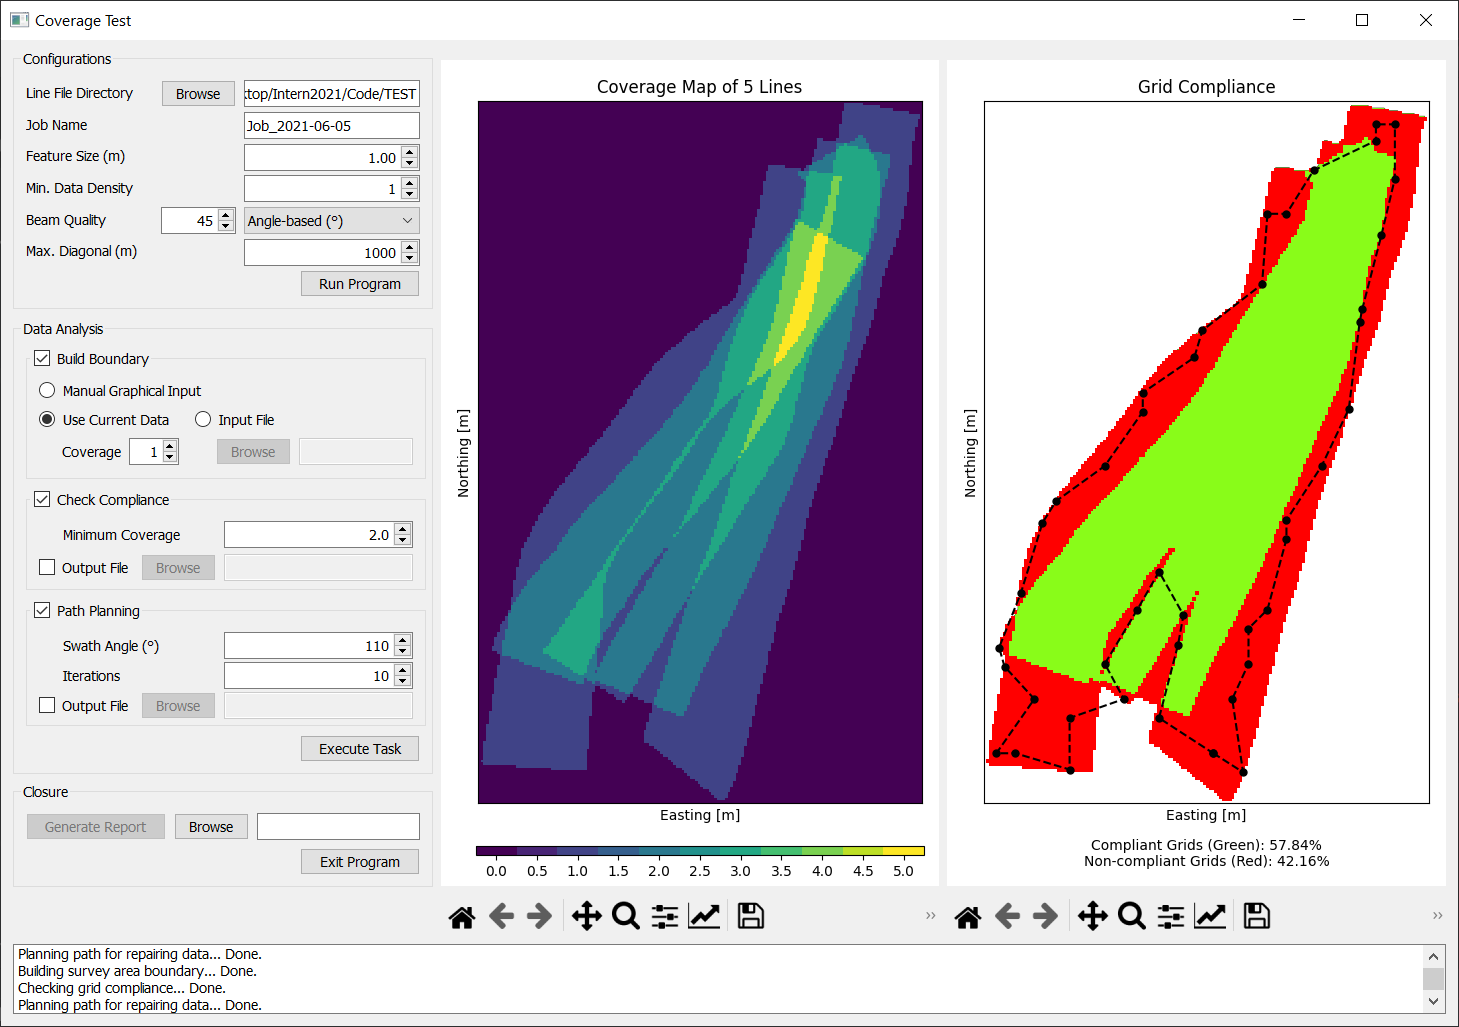 Coverage Test
Configurations
Line File Directory Browse :top/Intern2021/Code/TEST
Job Name Job_2021-06-05
Feature Size (m) 1.00
Min. Data Density 1
Beam Quality 45 Angle-based (°)
Max. Diagonal (m) 1000
Run Program
Data Analysis
Build Boundary
Manual Graphical Input
Use Current Data Input File
Coverage 1 Browse
Check Compliance
Minimum Coverage 2.0
Output File Browse
Path Planning
Swath Angle (°) 110
Iterations 10
Output File Browse
Execute Task
Closure
Generate Report Browse
Exit Program
Coverage Map of 5 Lines
Northing [m]
Easting [m]
0.0 0.5 1.0 1.5 2.0 2.5 3.0 3.5 4.0 4.5 5.0
Grid Compliance
Northing [m]
Easting [m]
Compliant Grids (Green): 57.84%
Non-compliant Grids (Red): 42.16%
Planning path for repairing data... Done.
Building survey area boundary... Done.
Checking grid compliance... Done.
Planning path for repairing data... Done.